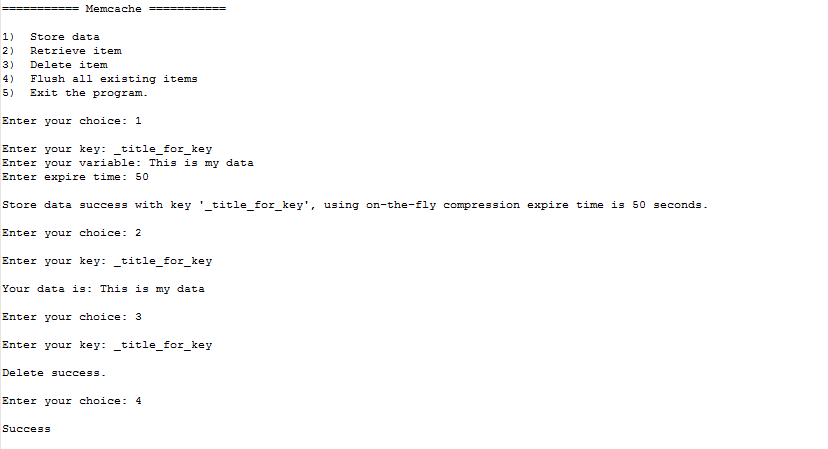 =========== Memcache ===========
1) Store data
2) Retrieve item
3) Delete item
4) Flush all existing items
5) Exit the program.
Enter your choice: 1
Enter your key: _title_for_key
Enter your variable: This is my data
Enter expire time: 50
Store data success with key '_title_for_key', using on-the-fly compression expire time is 50 seconds.
Enter your choice: 2
Enter your key: _title_for_key
Your data is: This is my data
Enter your choice: 3
Enter your key: _title_for_key
Delete success.
Enter your choice: 4
Success